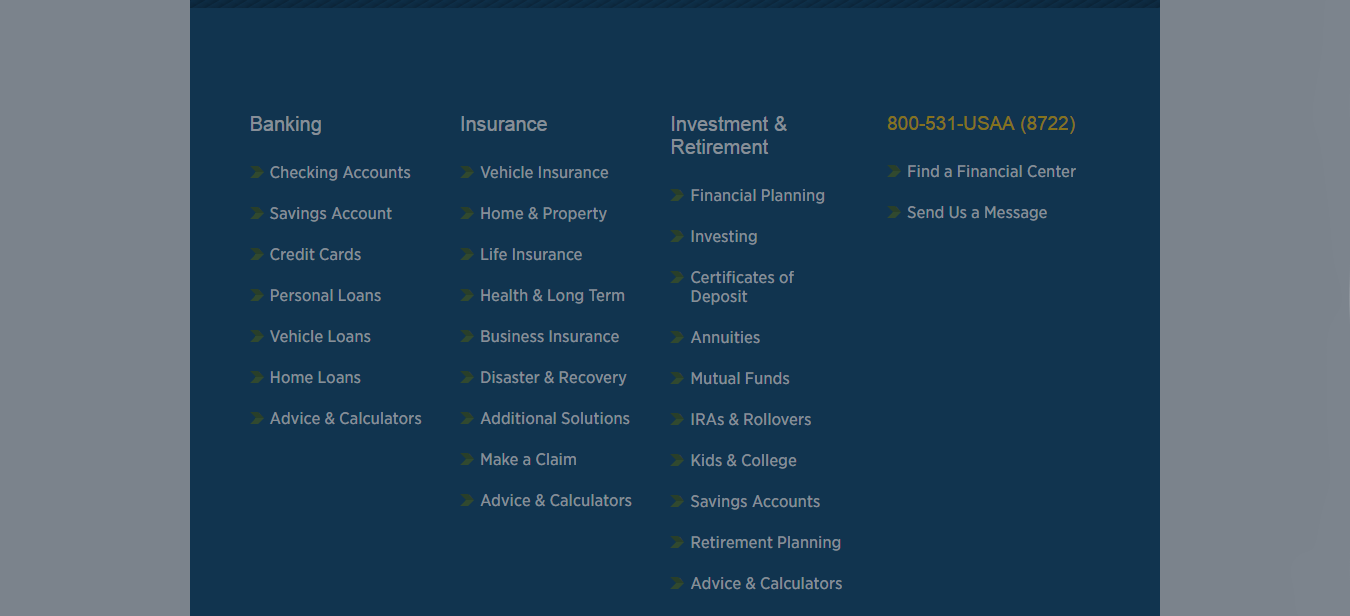 Banking
Checking Accounts
Savings Account
Credit Cards
Personal Loans
Vehicle Loans
Home Loans
Advice & Calculators
Insurance
Vehicle Insurance
Home & Property
Life Insurance
Health & Long Term
Business Insurance
Disaster & Recovery
Additional Solutions
Make a Claim
Advice & Calculators
Investment &
Retirement
Financial Planning
Investing
Certificates of
Deposit
Annuities
Mutual Funds
IRAs & Rollovers
Kids & College
Savings Accounts
Retirement Planning
Advice & Calculators
800-531-USAA (8722)
Find a Financial Center
Send Us a Message